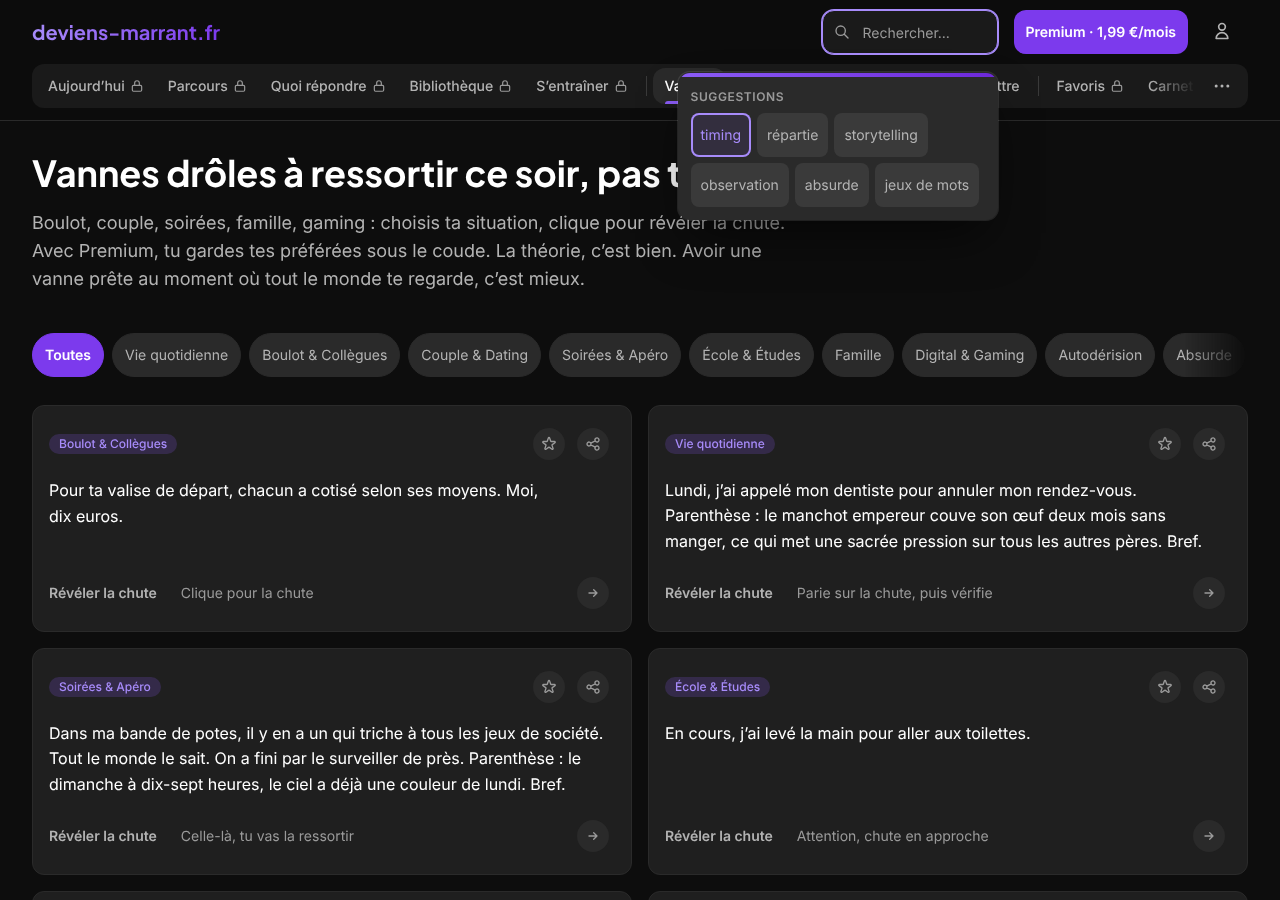 deviens-marrant.fr
Rechercher...
Premium · 1,99 €/mois
Aujourd’hui
Parcours
Quoi répondre
Bibliothèque
S’entraîner
Favoris
SUGGESTIONS
timing
répartie
storytelling
observation
absurde
jeux de mots
Vannes drôles à ressortir ce soir, pas
Boulot, couple, soirées, famille, gaming : choisis ta situation, clique pour révéler la chute.
Avec Premium, tu gardes tes préférées sous le coude. La théorie, c’est bien. Avoir une
vanne prête au moment où tout le monde te regarde, c’est mieux.
Toutes
Vie quotidienne
Boulot & Collègues
Couple & Dating
Soirées & Apéro
École & Études
Famille
Digital & Gaming
Autodérision
Absurde
Boulot & Collègues
Pour ta valise de départ, chacun a cotisé selon ses moyens. Moi,
dix euros.
Révéler la chute
Clique pour la chute
Vie quotidienne
Lundi, j’ai appelé mon dentiste pour annuler mon rendez-vous.
Parenthèse : le manchot empereur couve son œuf deux mois sans
manger, ce qui met une sacrée pression sur tous les autres pères. Bref.
Révéler la chute
Parie sur la chute, puis vérifie
Soirées & Apéro
Dans ma bande de potes, il y en a un qui triche à tous les jeux de société.
Tout le monde le sait. On a fini par le surveiller de près. Parenthèse : le
dimanche à dix-sept heures, le ciel a déjà une couleur de lundi. Bref.
Révéler la chute
Celle-là, tu vas la ressortir
École & Études
En cours, j’ai levé la main pour aller aux toilettes.
Révéler la chute
Attention, chute en approche